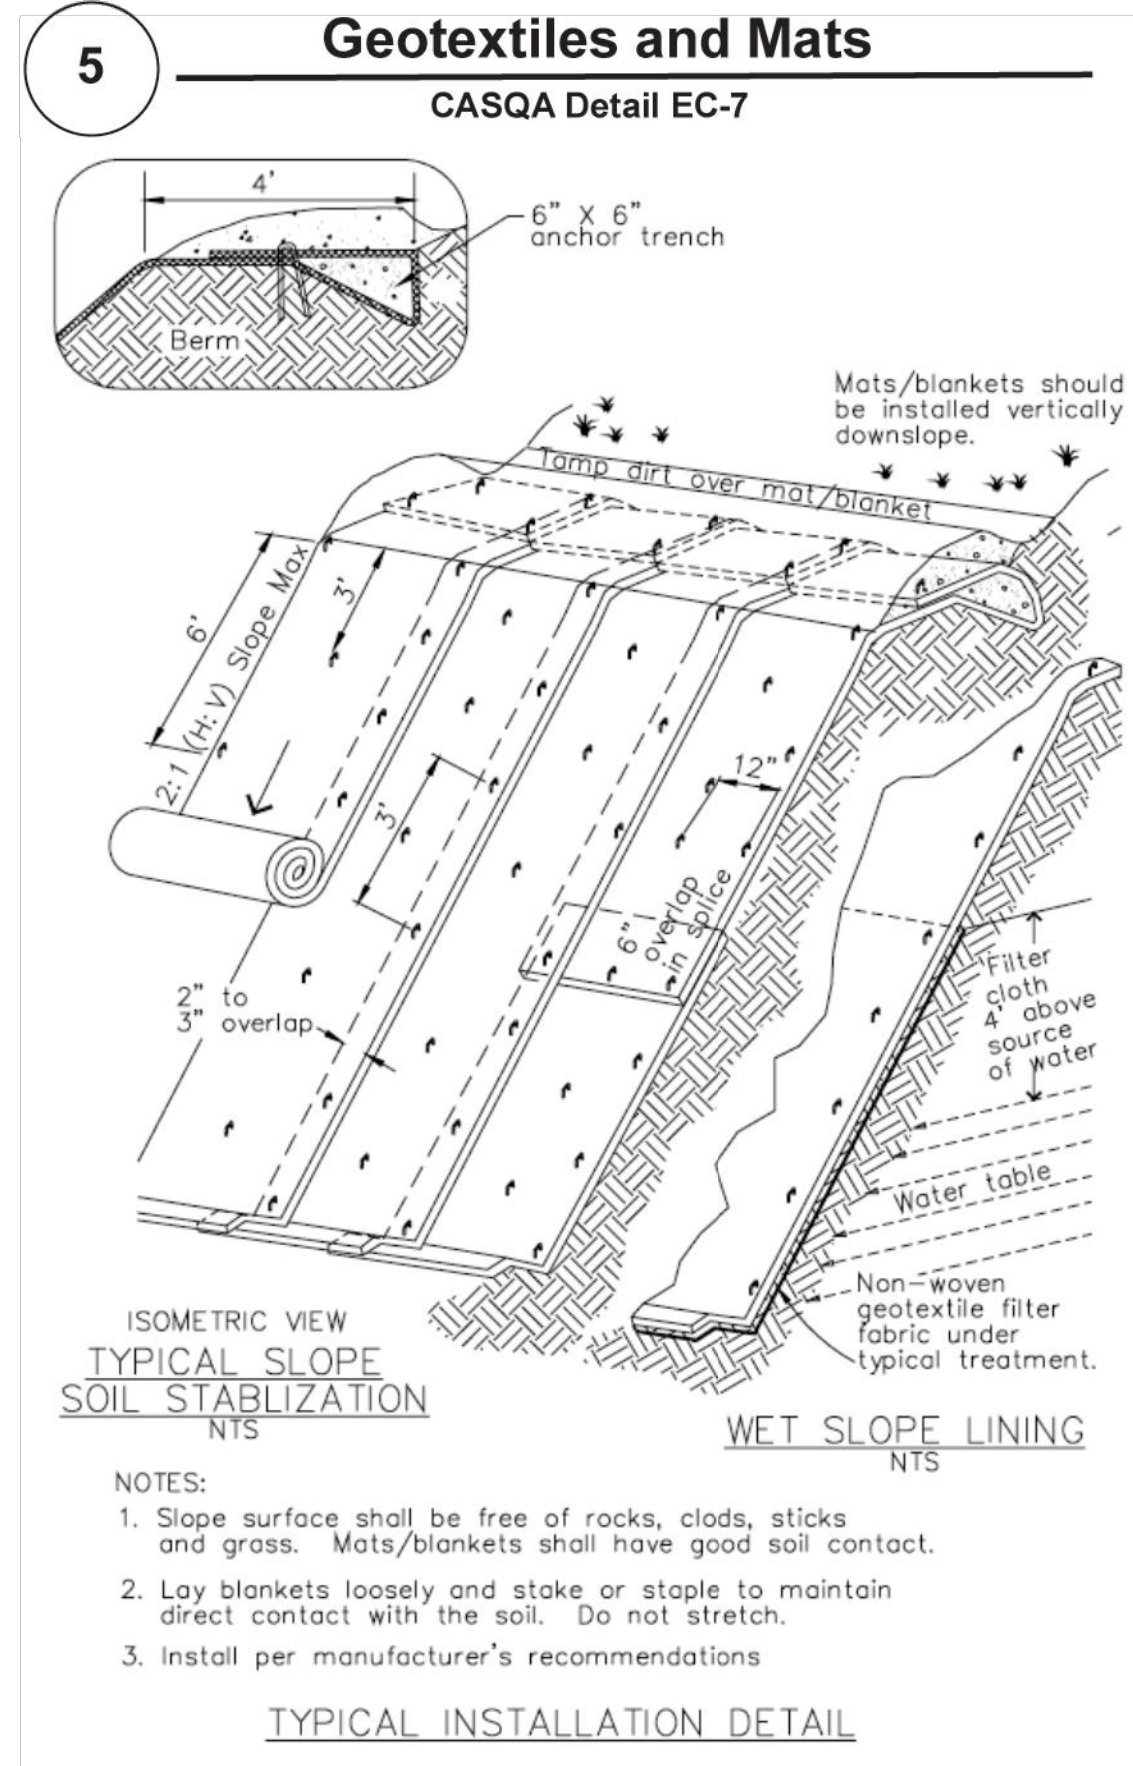 5
Geotextiles and Mats
CASQA Detail EC-7
4'
6" X 6"
anchor trench
Berm
Mats/blankets should
be installed vertically
downslope.
Tamp dirt over mat/blanket
6'
2:1 (H:V) Slope Max
3'
3'
12"
6"
overlap
in splice
2" to
3" overlap
Filter
cloth
4' above
source
of water
Water table
Non-woven
geotextile filter
fabric under
typical treatment.
ISOMETRIC VIEW
TYPICAL SLOPE
SOIL STABLIZATION
NTS
WET SLOPE LINING
NTS
NOTES:
1. Slope surface shall be free of rocks, clods, sticks
and grass. Mats/blankets shall have good soil contact.
2. Lay blankets loosely and stake or staple to maintain
direct contact with the soil. Do not stretch.
3. Install per manufacturer's recommendations
TYPICAL INSTALLATION DETAIL